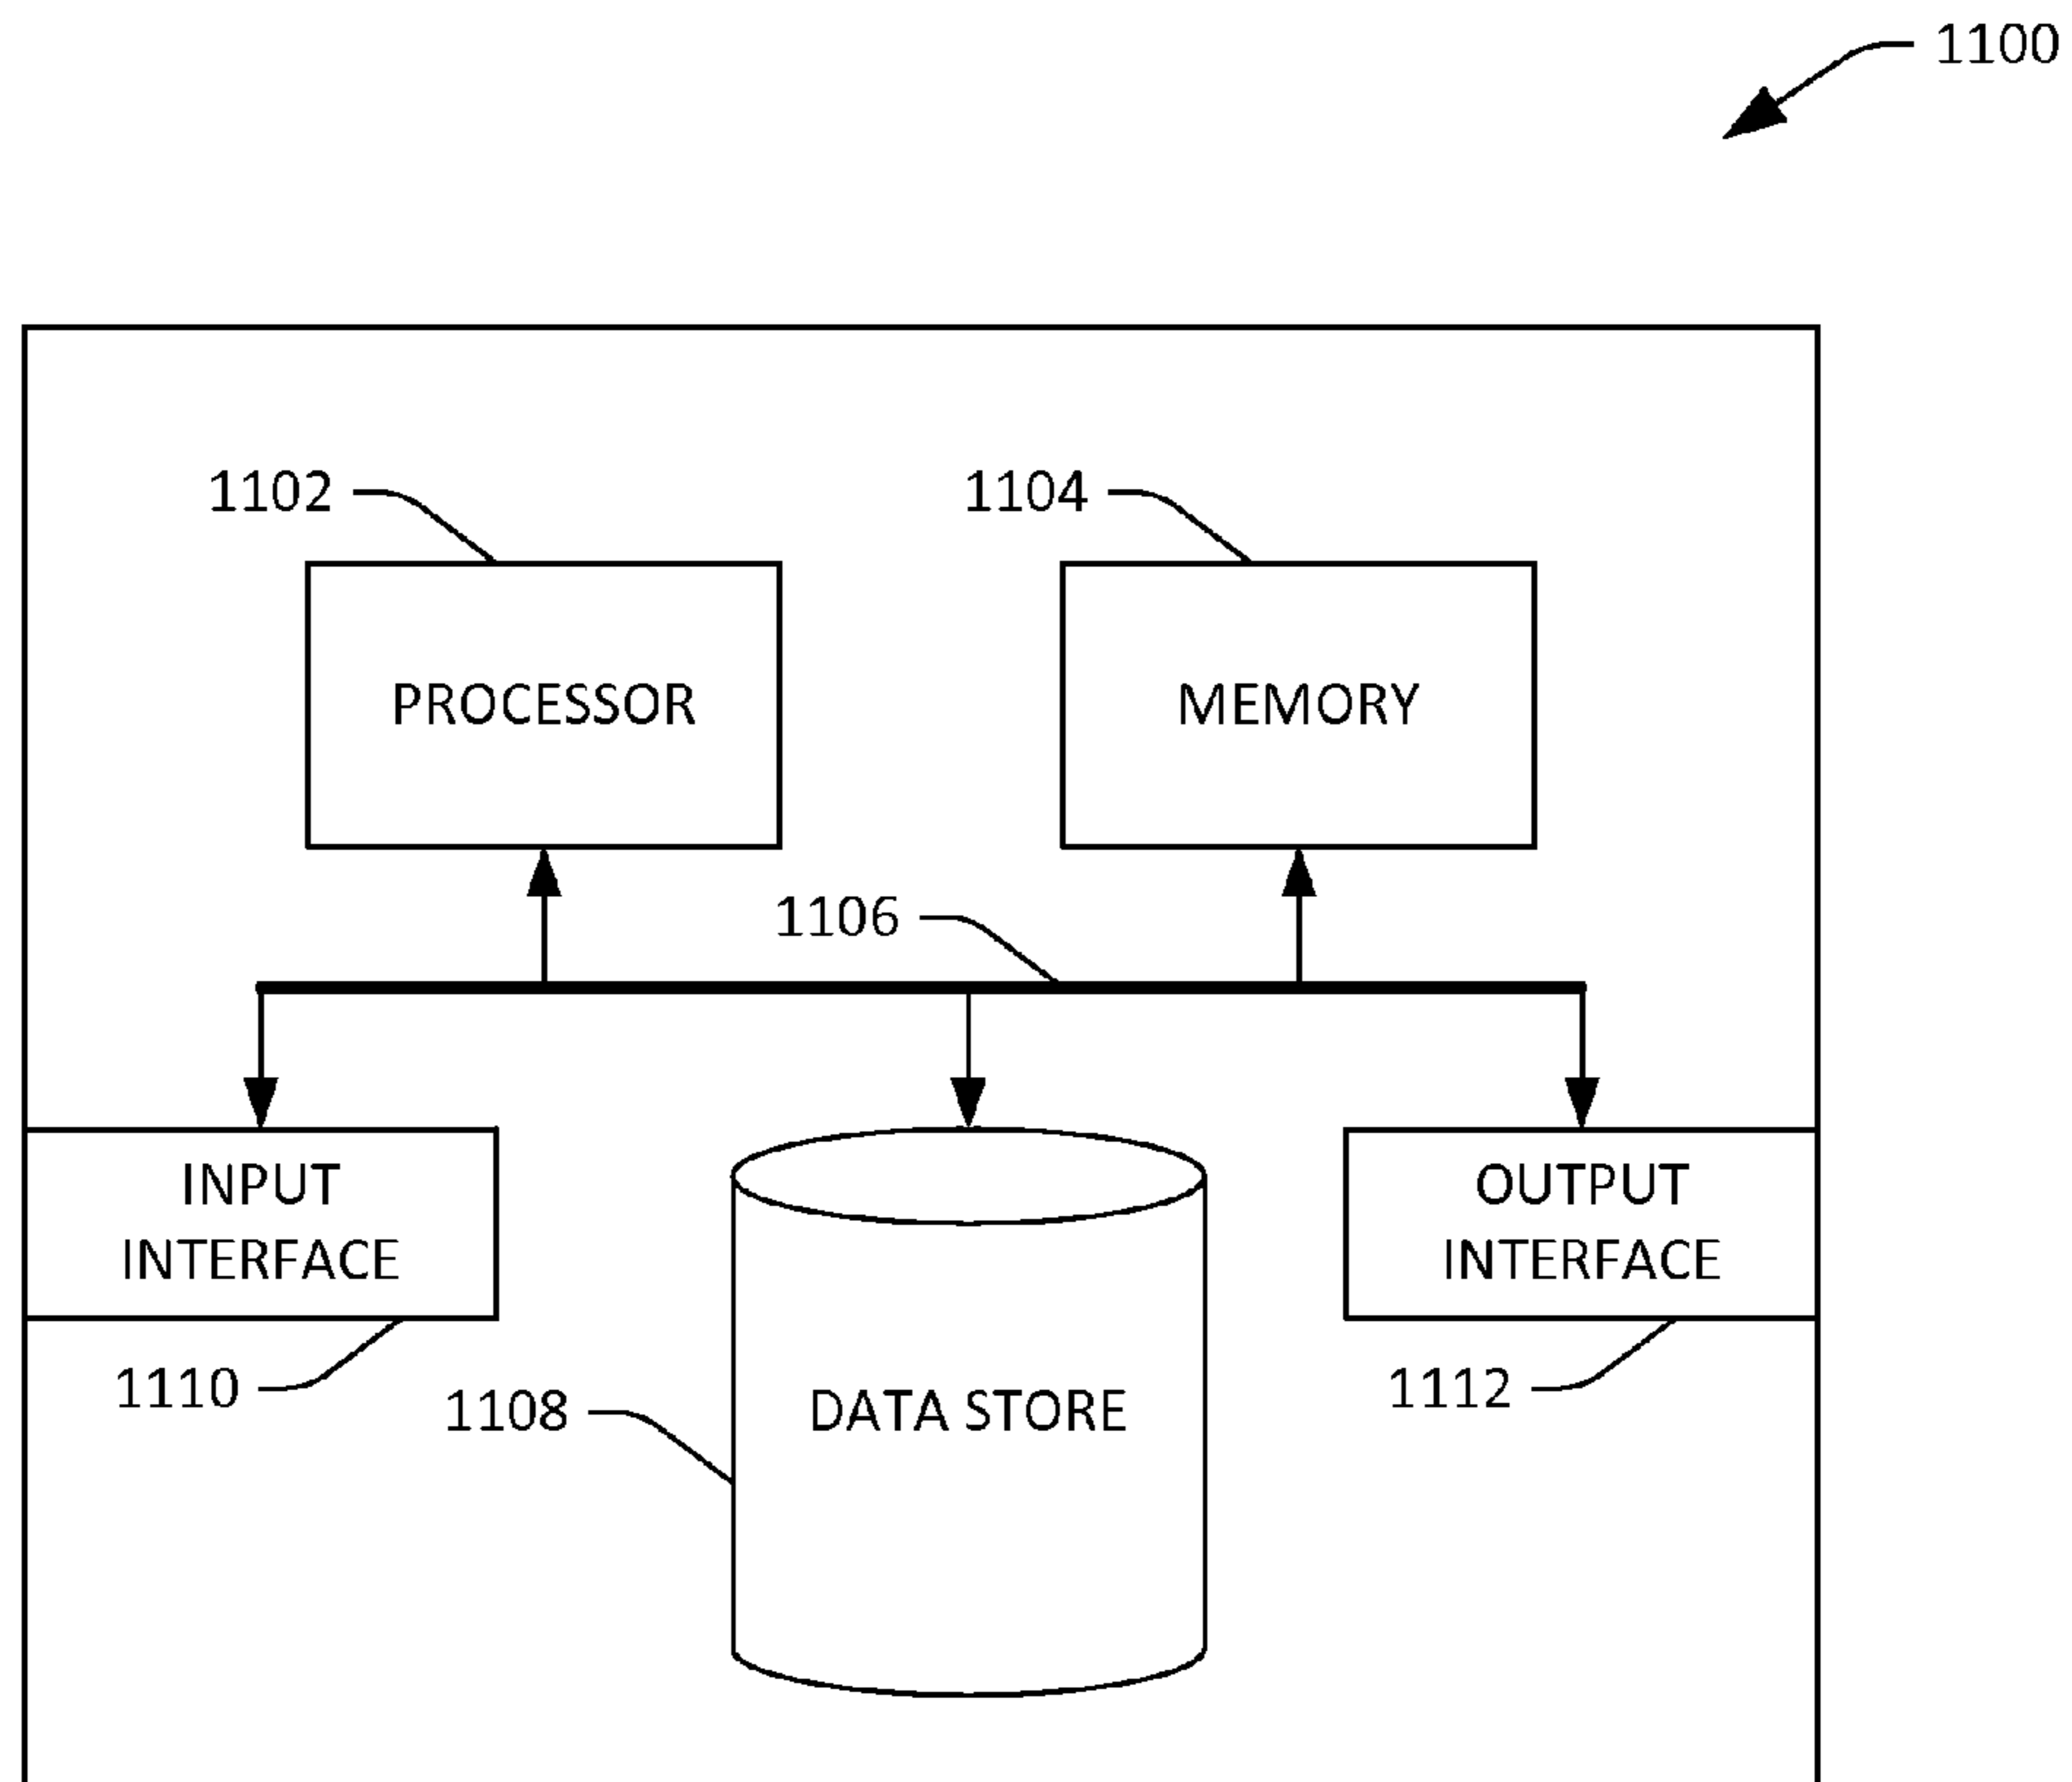 1100
1102
1104
PROCESSOR
MEMORY
1106
INPUT
INTERFACE
OUTPUT
INTERFACE
1110
1108
DATA STORE
1112